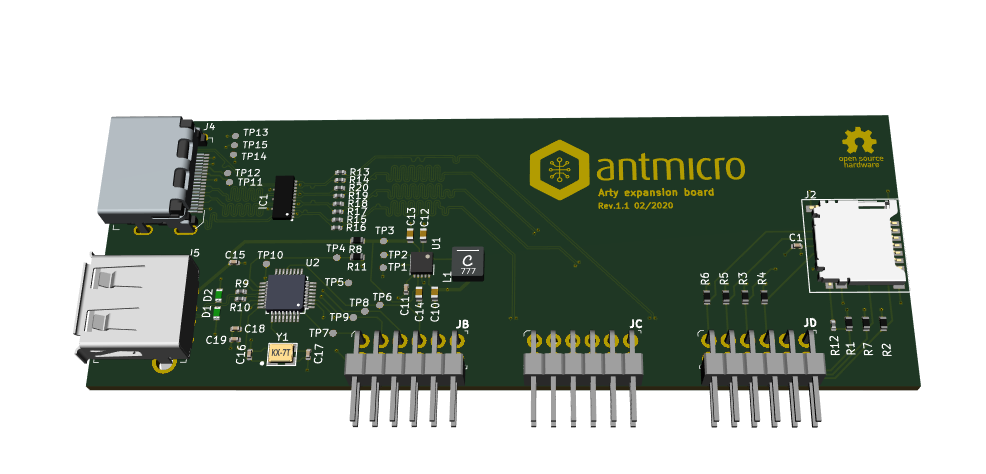 J4
TP13
TP15
TP14
TP12
TP11
IC1
R13
R14
R20
R19
R18
R17
R15
R16
antmicro
Arty expansion board
Rev.1.1 02/2020
open source
hardware
J2
C1
J5
C15
TP10
U2
TP4
R8
R11
TP3
TP2
TP1
C13
C12
U1
L1
C
777
R9
R10
D2
D1
TP5
TP6
TP8
TP9
TP7
C11
C14
C10
C19
C18
C16
Y1
KX-7T
C17
JB
JC
JD
R6
R5
R3
R4
R12
R1
R7
R2